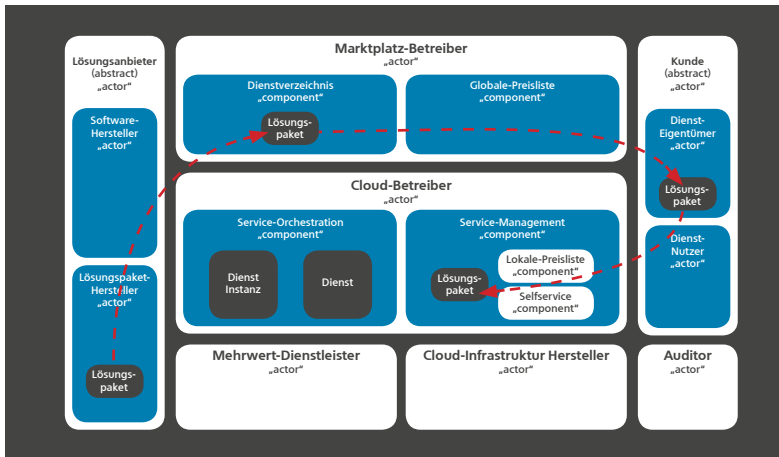 Lösungsanbieter
(abstract)
„actor“
Software-
Hersteller
„actor“
Lösungspaket-
Hersteller
„actor“
Lösungs-
paket
Marktplatz-Betreiber
„actor“
Dienstverzeichnis
„component“
Lösungs-
paket
Globale-Preisliste
„component“
Cloud-Betreiber
„actor“
Service-Orchestration
„component“
Dienst
Instanz
Dienst
Service-Management
„component“
Lösungs-
paket
Lokale-Preisliste
„component“
Selfservice
„component“
Kunde
(abstract)
„actor“
Dienst-
Eigentümer
„actor“
Lösungs-
paket
Dienst-
Nutzer
„actor“
Mehrwert-Dienstleister
„actor“
Cloud-Infrastruktur Hersteller
„actor“
Auditor
„actor“